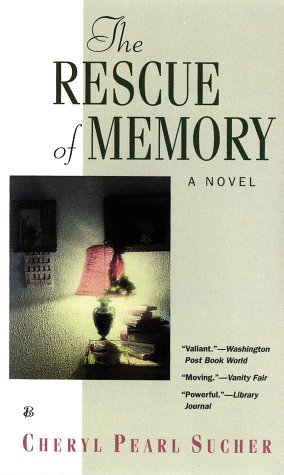 The
RESCUE
of MEMORY
A NOVEL
"Valiant."—Washington
Post Book World
"Moving."—Vanity Fair
"Powerful."—Library
Journal
B
CHERYL PEARL SUCHER